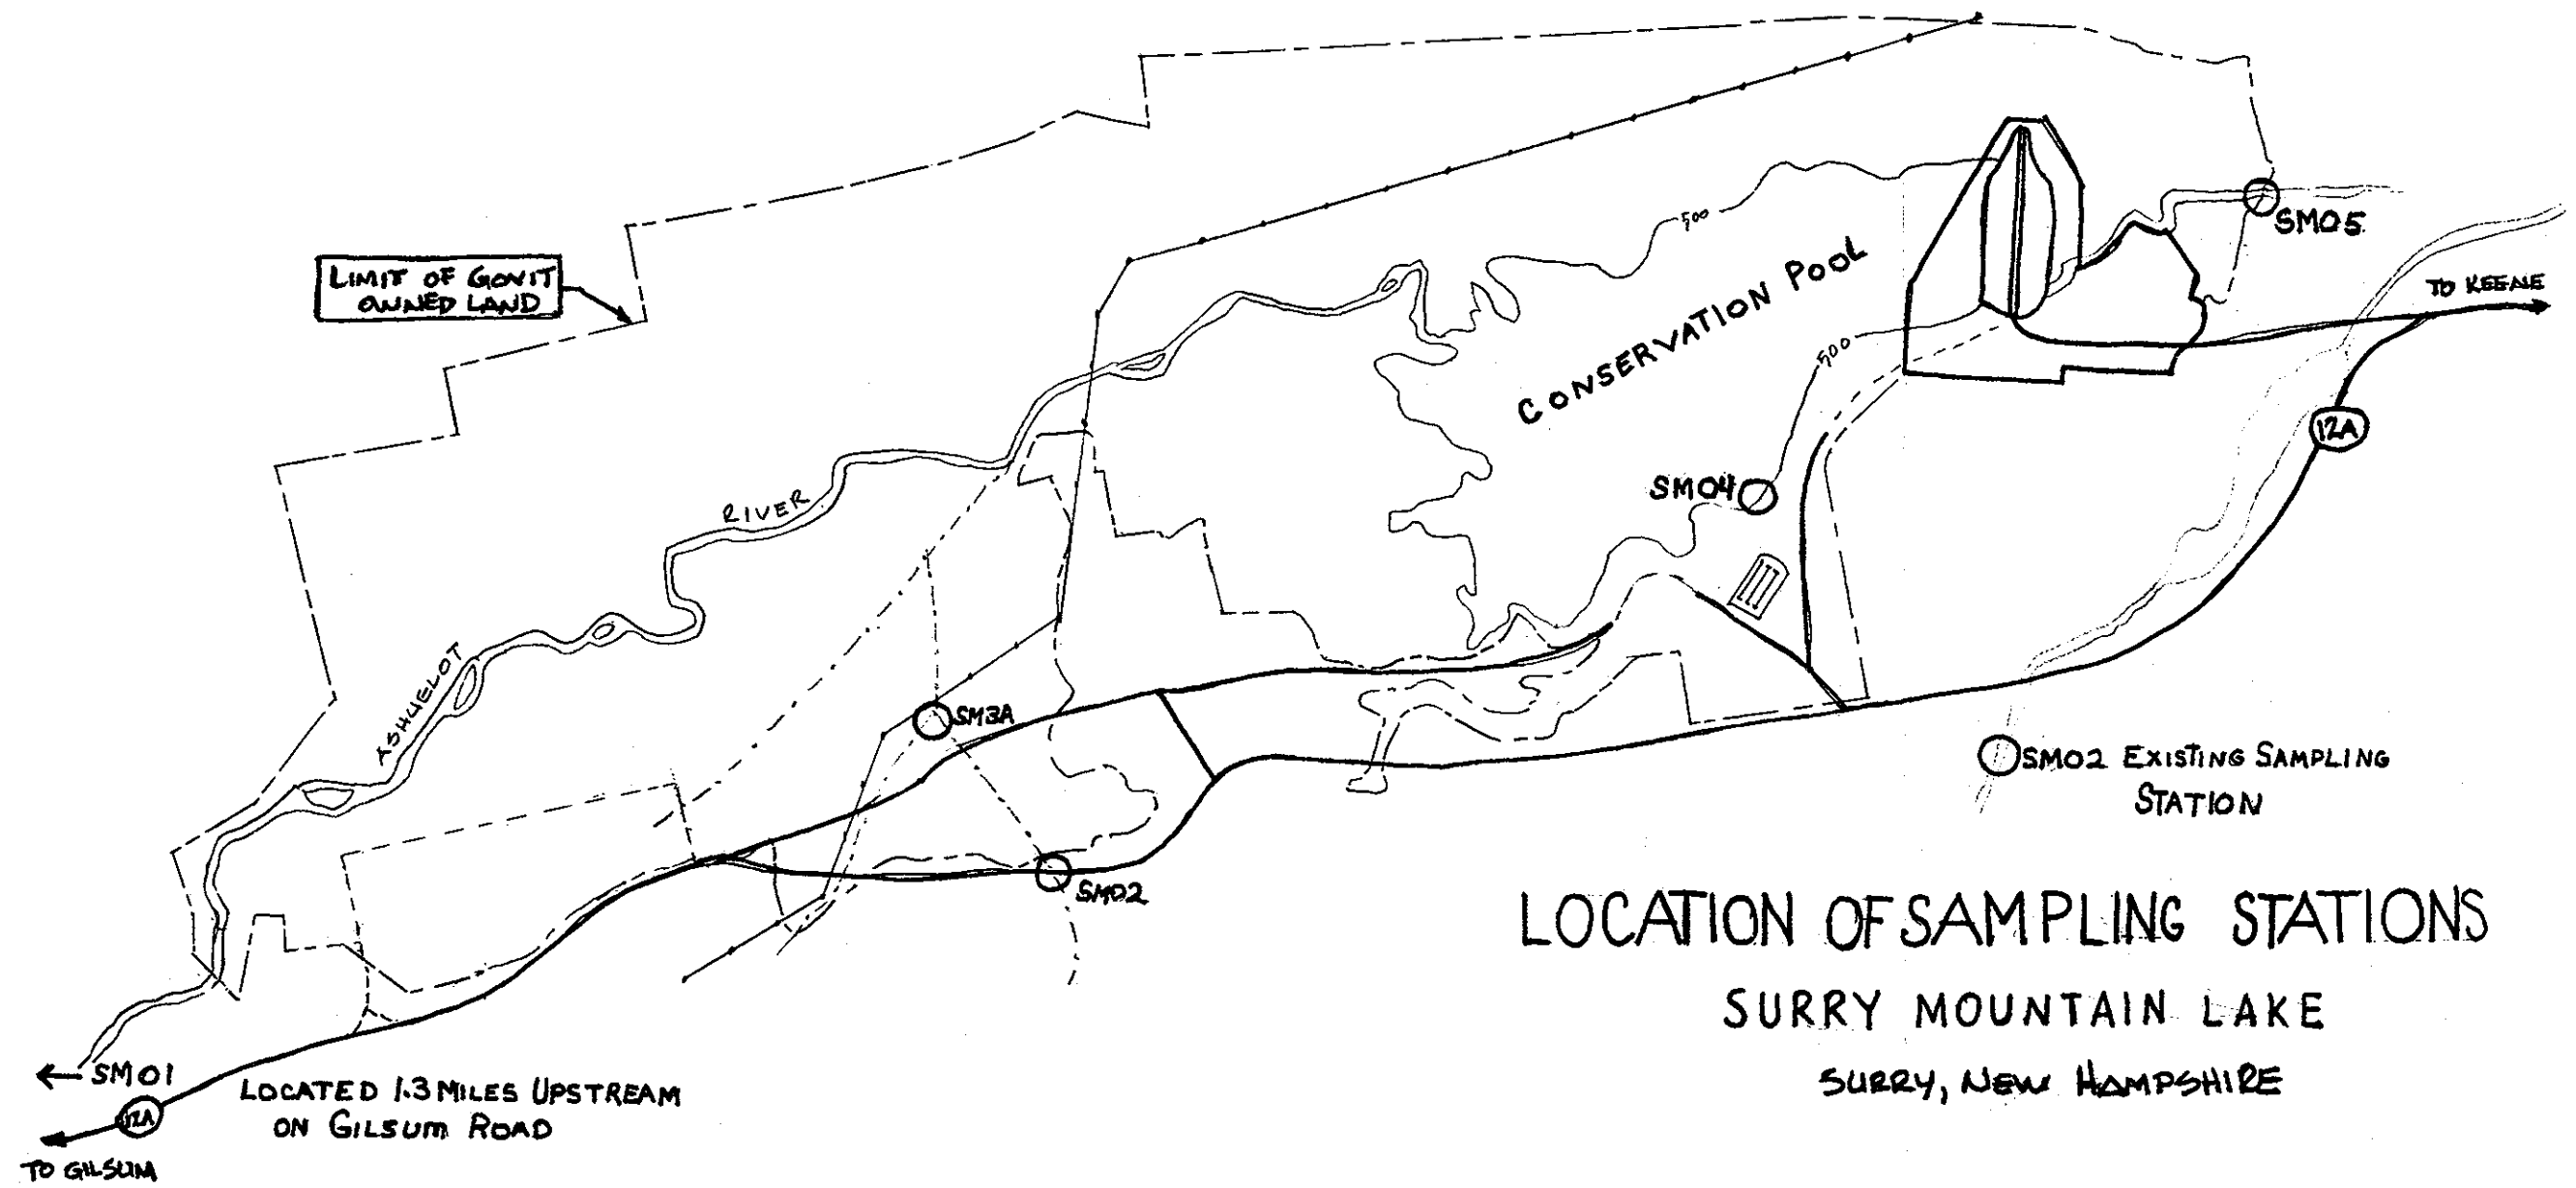 LIMIT OF GOV'T
OWNED LAND
500
CONSERVATION POOL
500
SM05
TO KEENE
12A
SM04
RIVER
ASHUELOT
SM3A
SM02
SM02 EXISTING SAMPLING
STATION
LOCATION OF SAMPLING STATIONS
SURRY MOUNTAIN LAKE
SURRY, NEW HAMPSHIRE
SM01
LOCATED 1.3 MILES UPSTREAM
ON GILSUM ROAD
12A
TO GILSUM